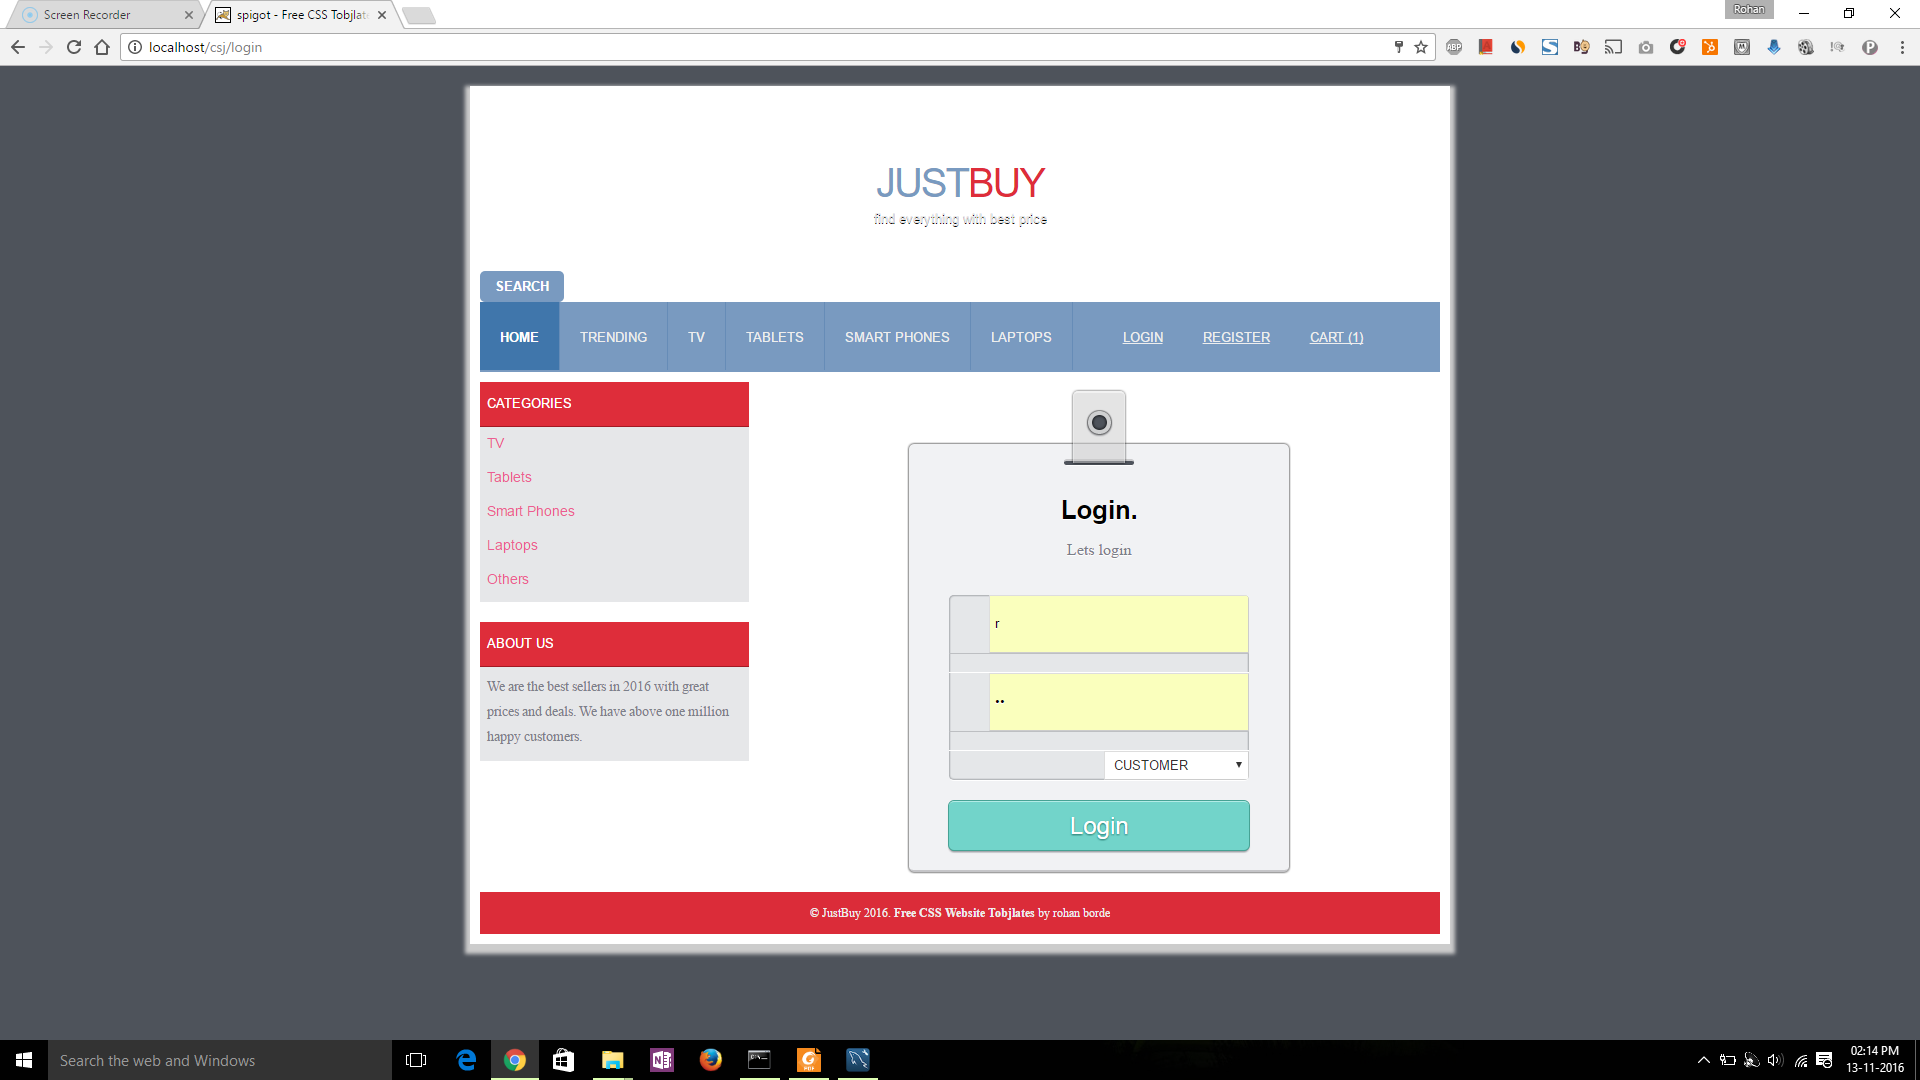 Screen Recorder
spigot - Free CSS Tobjlat
Rohan
localhost/csj/login
ABP
JUSTBUY
find everything with best price
SEARCH
HOME TRENDING TV TABLETS SMART PHONES LAPTOPS LOGIN REGISTER CART (1)
CATEGORIES
TV
Tablets
Smart Phones
Laptops
Others
ABOUT US
We are the best sellers in 2016 with great
prices and deals. We have above one million
happy customers.
Login.
Lets login
r
••
CUSTOMER
Login
© JustBuy 2016. Free CSS Website Tobjlates by rohan borde
Search the web and Windows
02:14 PM
13-11-2016